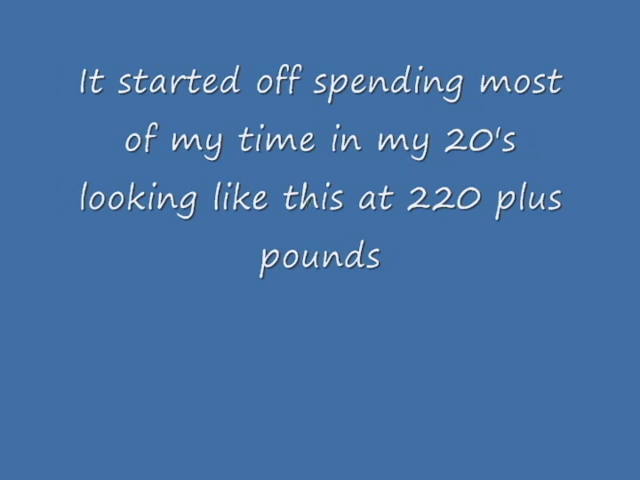 It started off spending most
of my time in my 20's
looking like this at 220 plus
pounds